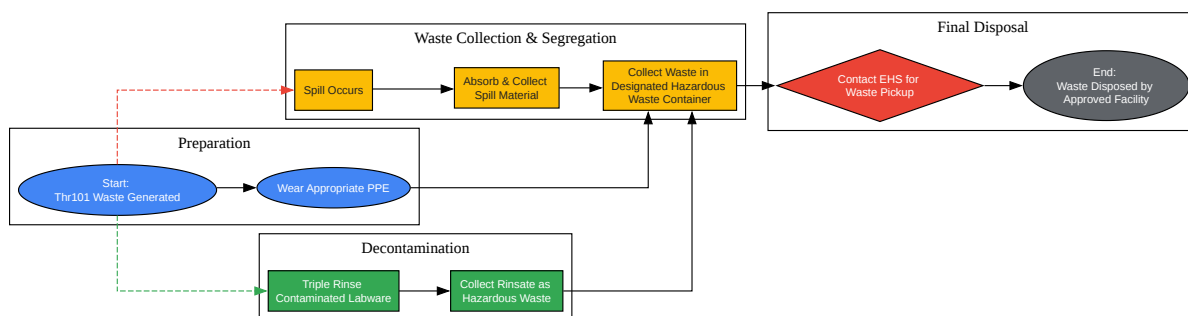 Waste Collection & Segregation
Spill Occurs
Absorb & Collect
Spill Material
Collect Waste in
Designated Hazardous
Waste Container
Final Disposal
Contact EHS for
Waste Pickup
End:
Waste Disposed by
Approved Facility
Preparation
Start:
Thr101 Waste Generated
Wear Appropriate PPE
Decontamination
Triple Rinse
Contaminated Labware
Collect Rinsate as
Hazardous Waste